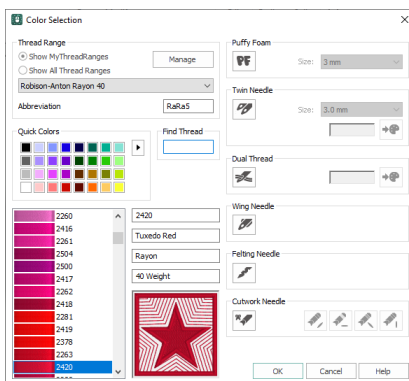 Color Selection
Thread Range
Show MyThreadRanges
Manage
Show All Thread Ranges
Robison-Anton Rayon 40
Abbreviation
RaRa5
Quick Colors
Find Thread
2260
2416
2261
2504
2500
2417
2262
2418
2281
2419
2378
2263
2420
2420
Tuxedo Red
Rayon
40 Weight
Puffy Foam
Size:
3 mm
Twin Needle
Size:
3.0 mm
Dual Thread
Wing Needle
Felting Needle
Cutwork Needle
OK
Cancel
Help